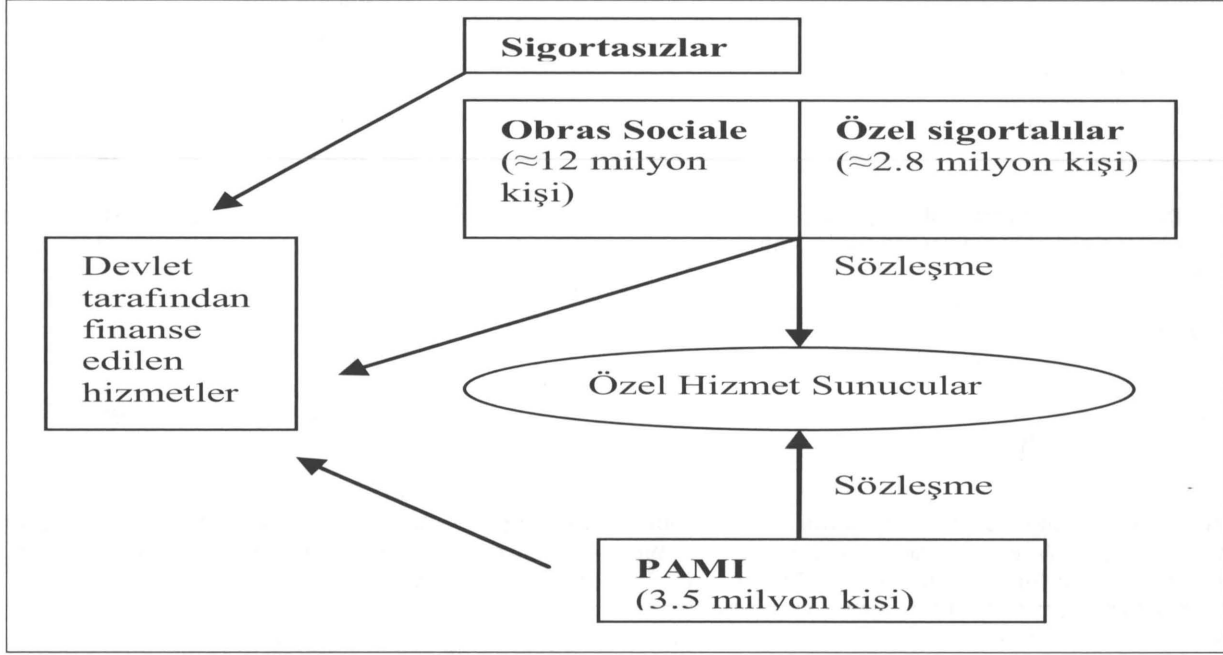 Sigortasızlar
Obras Sociale
(≈12 milyon
kişi)
Özel sigortalılar
(≈2.8 milyon kişi)
Devlet
tarafından
finanse
edilen
hizmetler
Sözleşme
Özel Hizmet Sunucular
Sözleşme
PAMI
(3.5 milyon kişi)